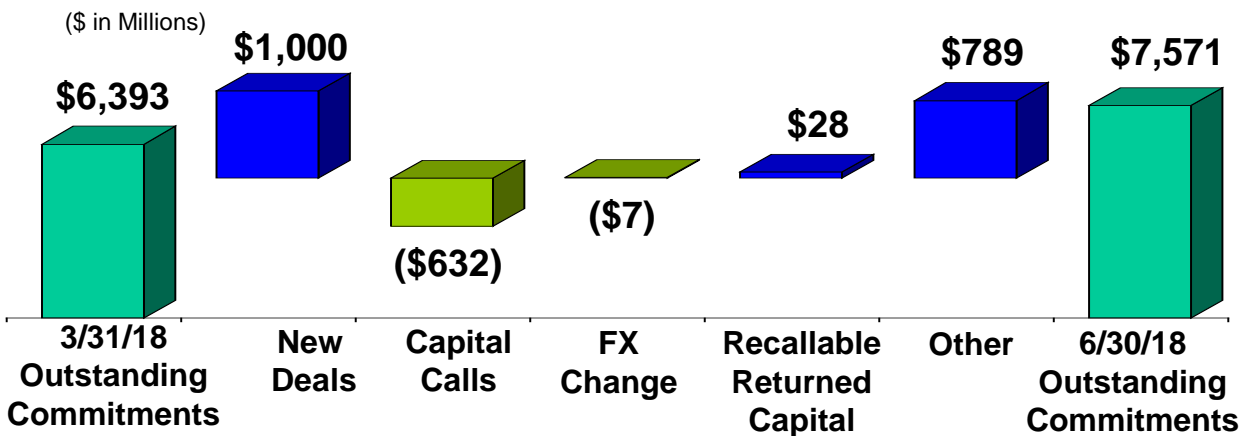 ($ in Millions)
$6,393
$1,000
($632)
($7)
$28
$789
$7,571
3/31/18
Outstanding
Commitments
New
Deals
Capital
Calls
FX
Change
Recallable
Returned
Capital
Other
6/30/18
Outstanding
Commitments